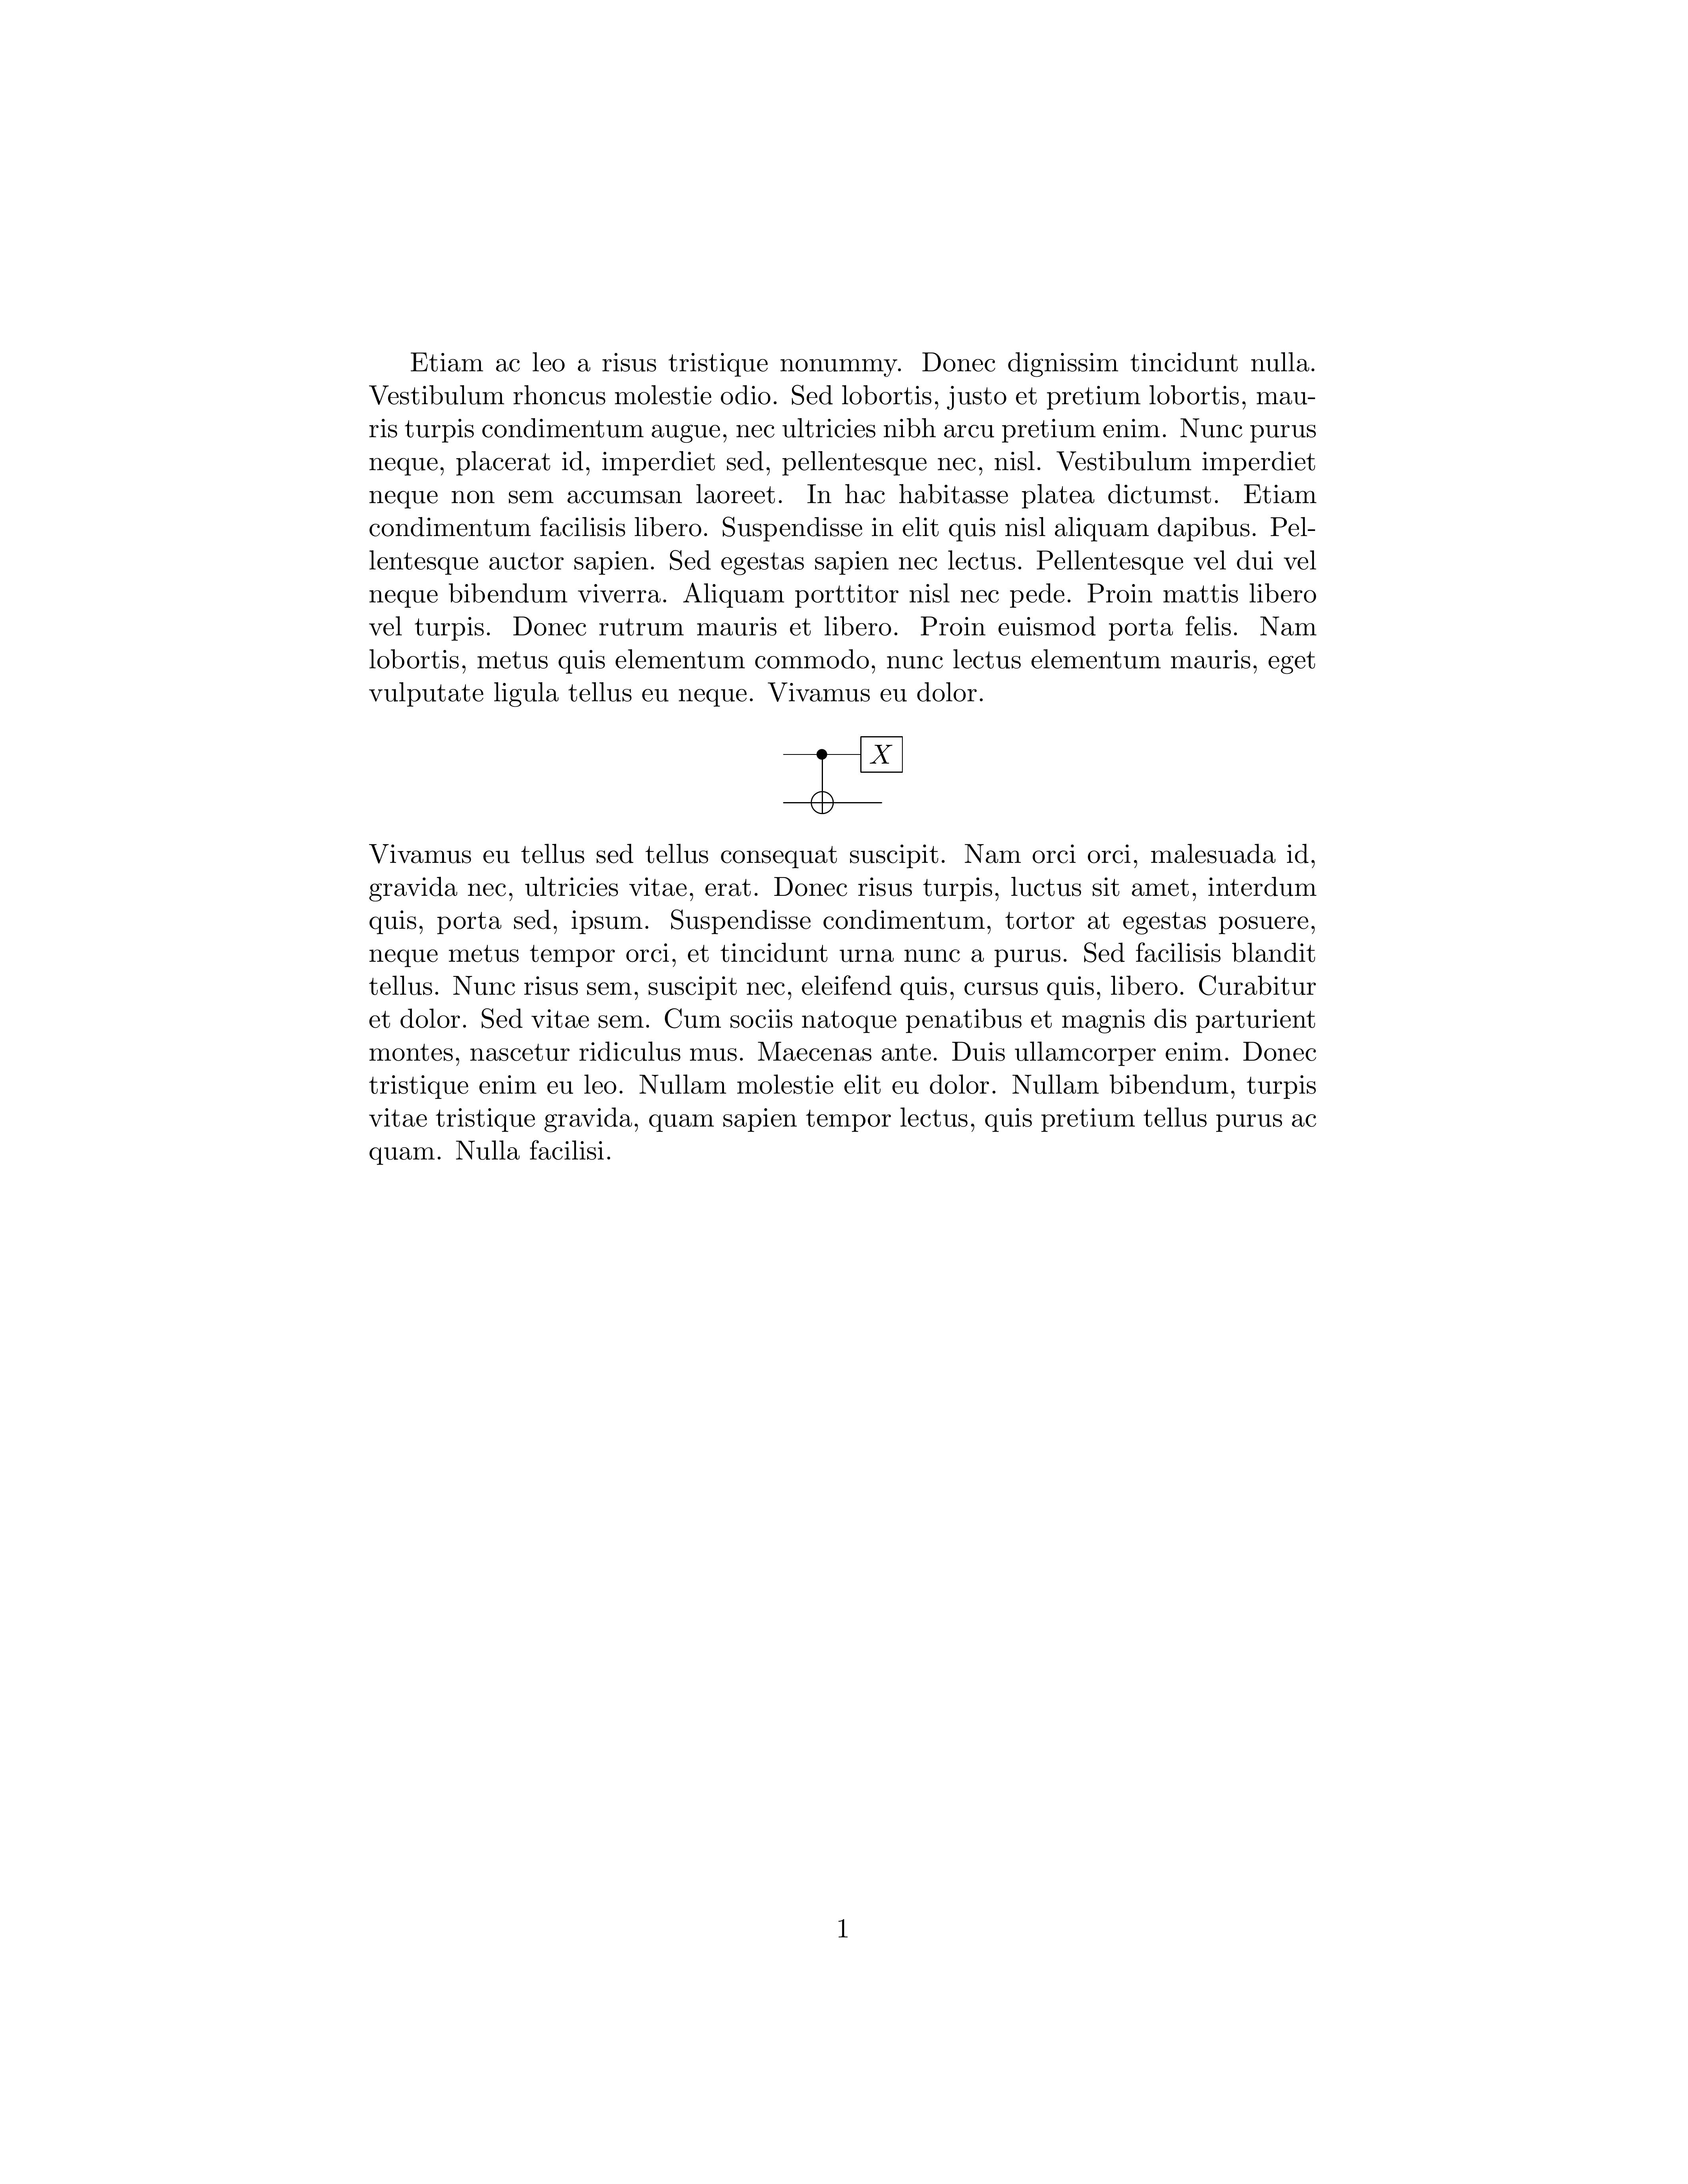 Etiam ac leo a risus tristique nonummy. Donec dignissim tincidunt nulla.
Vestibulum rhoncus molestie odio. Sed lobortis, justo et pretium lobortis, mau-
ris turpis condimentum augue, nec ultricies nibh arcu pretium enim. Nunc purus
neque, placerat id, imperdiet sed, pellentesque nec, nisl. Vestibulum imperdiet
neque non sem accumsan laoreet. In hac habitasse platea dictumst. Etiam
condimentum facilisis libero. Suspendisse in elit quis nisl aliquam dapibus. Pel-
lentesque auctor sapien. Sed egestas sapien nec lectus. Pellentesque vel dui vel
neque bibendum viverra. Aliquam porttitor nisl nec pede. Proin mattis libero
vel turpis. Donec rutrum mauris et libero. Proin euismod porta felis. Nam
lobortis, metus quis elementum commodo, nunc lectus elementum mauris, eget
vulputate ligula tellus eu neque. Vivamus eu dolor.
X
Vivamus eu tellus sed tellus consequat suscipit. Nam orci orci, malesuada id,
gravida nec, ultricies vitae, erat. Donec risus turpis, luctus sit amet, interdum
quis, porta sed, ipsum. Suspendisse condimentum, tortor at egestas posuere,
neque metus tempor orci, et tincidunt urna nunc a purus. Sed facilisis blandit
tellus. Nunc risus sem, suscipit nec, eleifend quis, cursus quis, libero. Curabitur
et dolor. Sed vitae sem. Cum sociis natoque penatibus et magnis dis parturient
montes, nascetur ridiculus mus. Maecenas ante. Duis ullamcorper enim. Donec
tristique enim eu leo. Nullam molestie elit eu dolor. Nullam bibendum, turpis
vitae tristique gravida, quam sapien tempor lectus, quis pretium tellus purus ac
quam. Nulla facilisi.
1